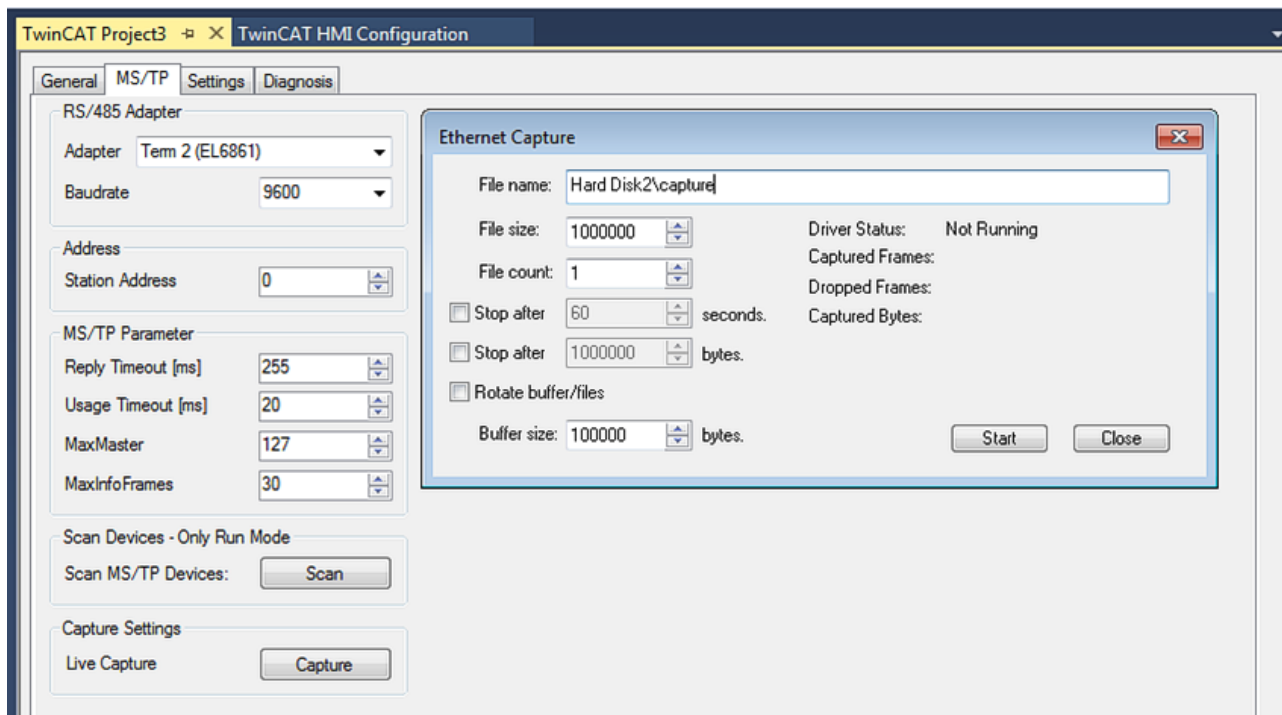 TwinCAT Project3 TwinCAT HMI Configuration
General MS/TP Settings Diagnosis
RS/485 Adapter
Adapter Term 2 (EL6861)
Baudrate 9600
Address
Station Address 0
MS/TP Parameter
Reply Timeout [ms] 255
Usage Timeout [ms] 20
MaxMaster 127
MaxInfoFrames 30
Scan Devices - Only Run Mode
Scan MS/TP Devices: Scan
Capture Settings
Live Capture Capture
Ethernet Capture
File name: Hard Disk2\capture
File size: 1000000
File count: 1
Stop after 60 seconds.
Stop after 1000000 bytes.
Rotate buffer/files
Buffer size: 100000 bytes.
Driver Status: Not Running
Captured Frames:
Dropped Frames:
Captured Bytes:
Start Close